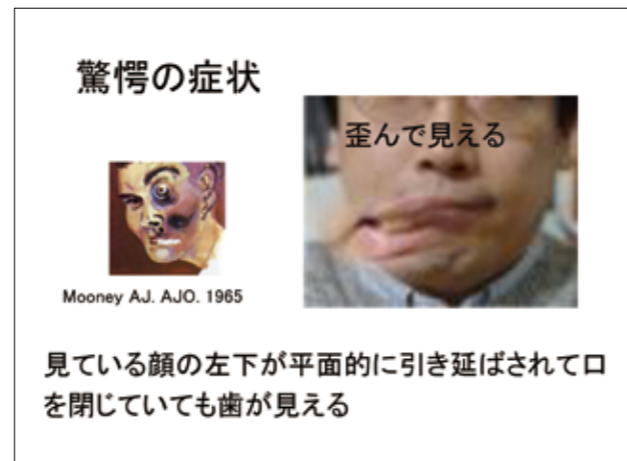 驚愕の症状
歪んで見える
Mooney AJ. AJO. 1965
見ている顔の左下が平面的に引き延ばされて口
を閉じていても歯が見える